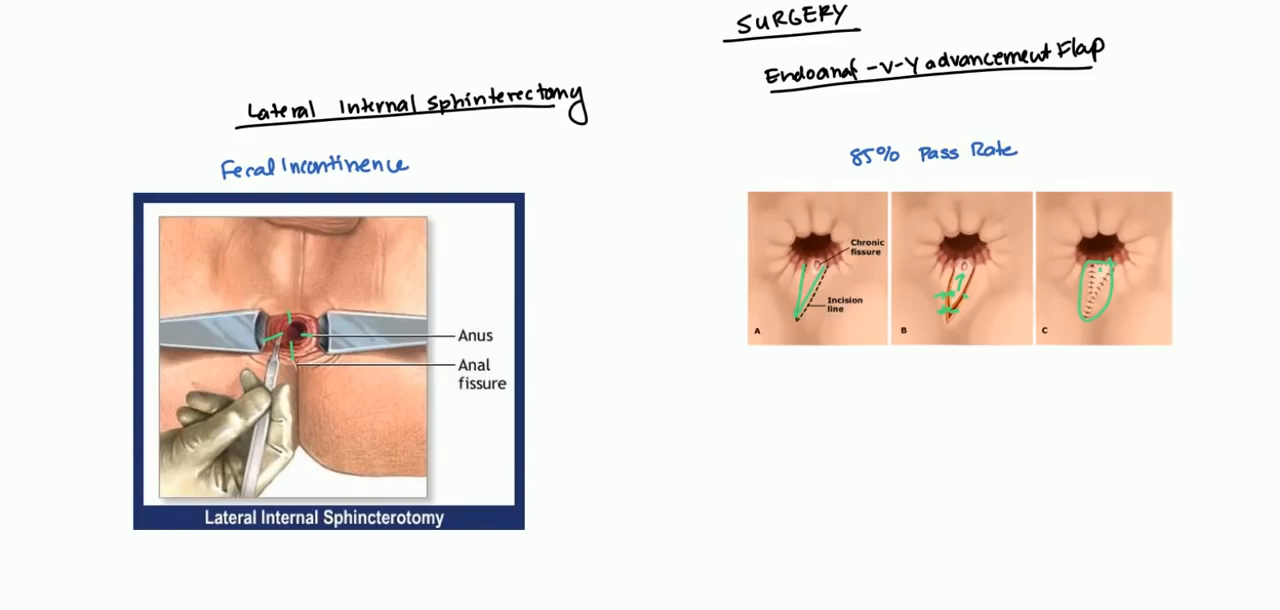 SURGERY
Endoanal - V-Y advancement Flap
Lateral Internal Sphinterectomy
85% Pass Rate
Fecal Incontinence
Chronic
fissure
Incision
line
A
B
C
Anus
Anal
fissure
Lateral Internal Sphincterotomy